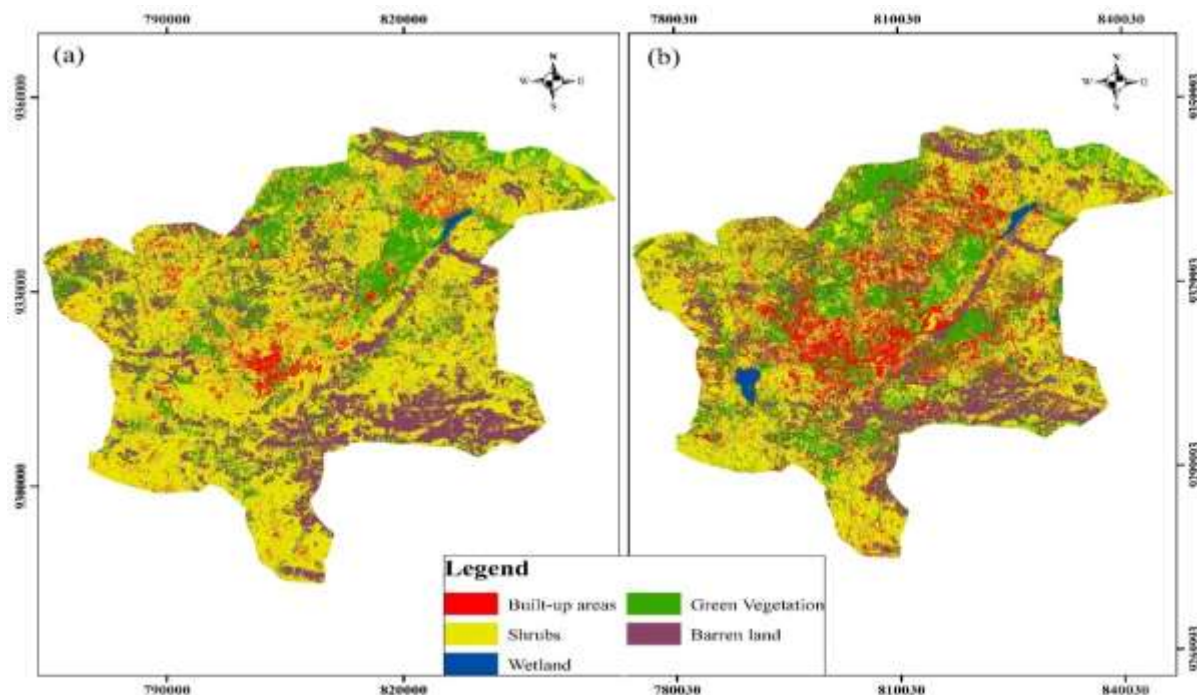 790000 820000 780030 810030 840030
(a) (b)
N N
W E W E
S S
9360000
9330000
9300000
Legend
Built-up areas Green Vegetation
Shrubs Barren land
Wetland
790000 820000 780030 810030 840030